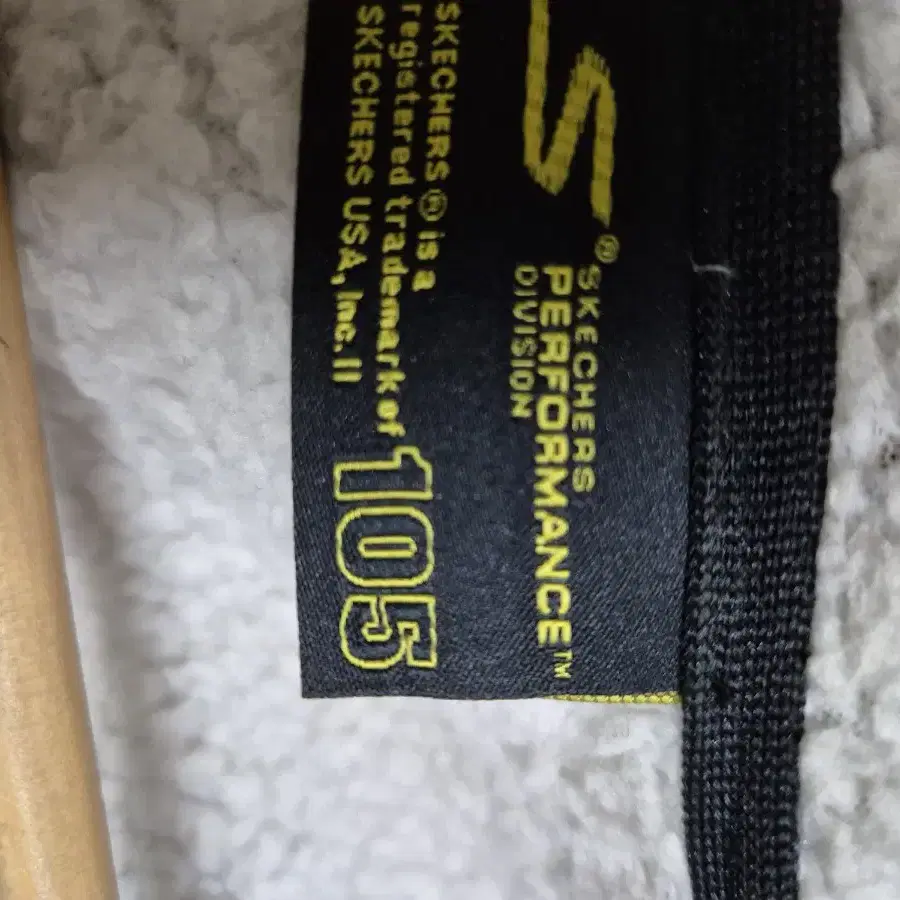 S®
SKECHERS
PERFORMANCE™
DIVISION
SKECHERS® is a
registered trademark of
SKECHERS USA, Inc. II
105